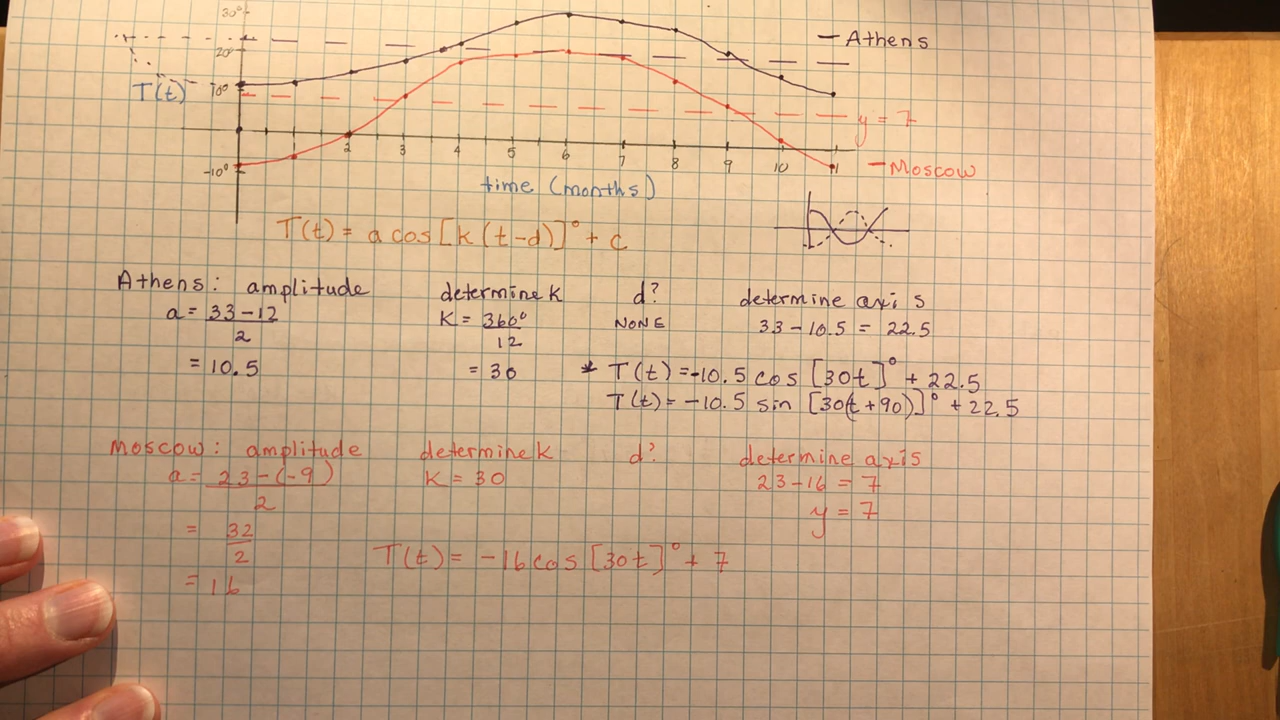 30°
— Athens
20°
T(t)
10°
y = 7
2 3 4 5 6 7 8 9 10 11
-10°
— Moscow
time (months)
T(t) = a cos [k (t-d)]° + c
Athens: amplitude determine k d? determine axis
a = 33-12 / 2 K = 360° / 12 NONE 33 - 10.5 = 22.5
= 10.5 = 30 * T(t) = -10.5 cos [30t]° + 22.5
T(t) = -10.5 sin [30(t+90)]° + 22.5
Moscow: amplitude determine k d? determine axis
a = 23-(-9) / 2 K = 30 23-16 = 7
y = 7
= 32 / 2
T(t) = -16 cos [30t]° + 7
= 16